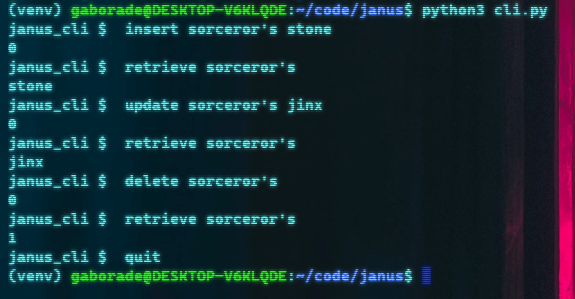 (venv) gaborade@DESKTOP-V6KLQDE:~/code/janus$ python3 cli.py
janus_cli $  insert sorceror's stone
0
janus_cli $  retrieve sorceror's
stone
janus_cli $  update sorceror's jinx
0
janus_cli $  retrieve sorceror's
jinx
janus_cli $  delete sorceror's
0
janus_cli $  retrieve sorceror's
1
janus_cli $  quit
(venv) gaborade@DESKTOP-V6KLQDE:~/code/janus$